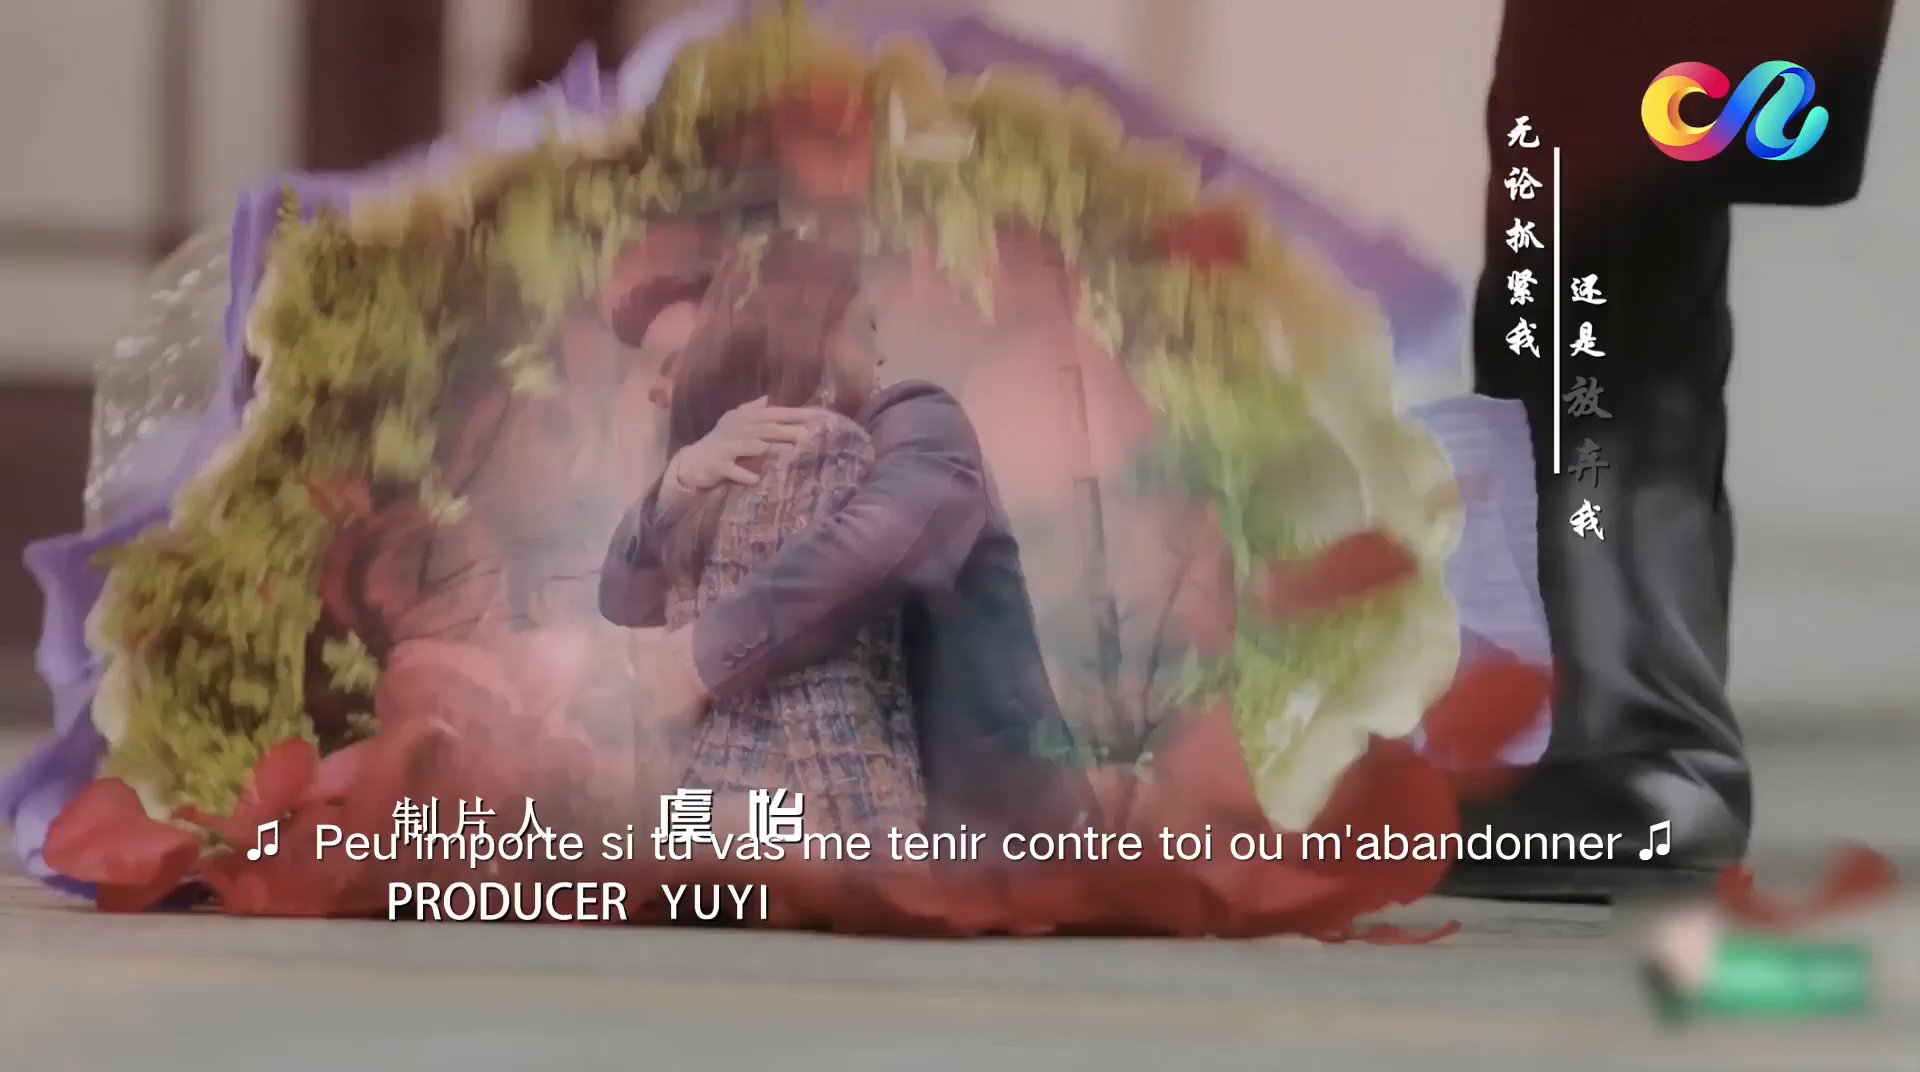 无论抓紧我
还是放弃我
制片人 虞怡
♫ Peu importe si tu vas me tenir contre toi ou m'abandonner ♫
PRODUCER YUYI